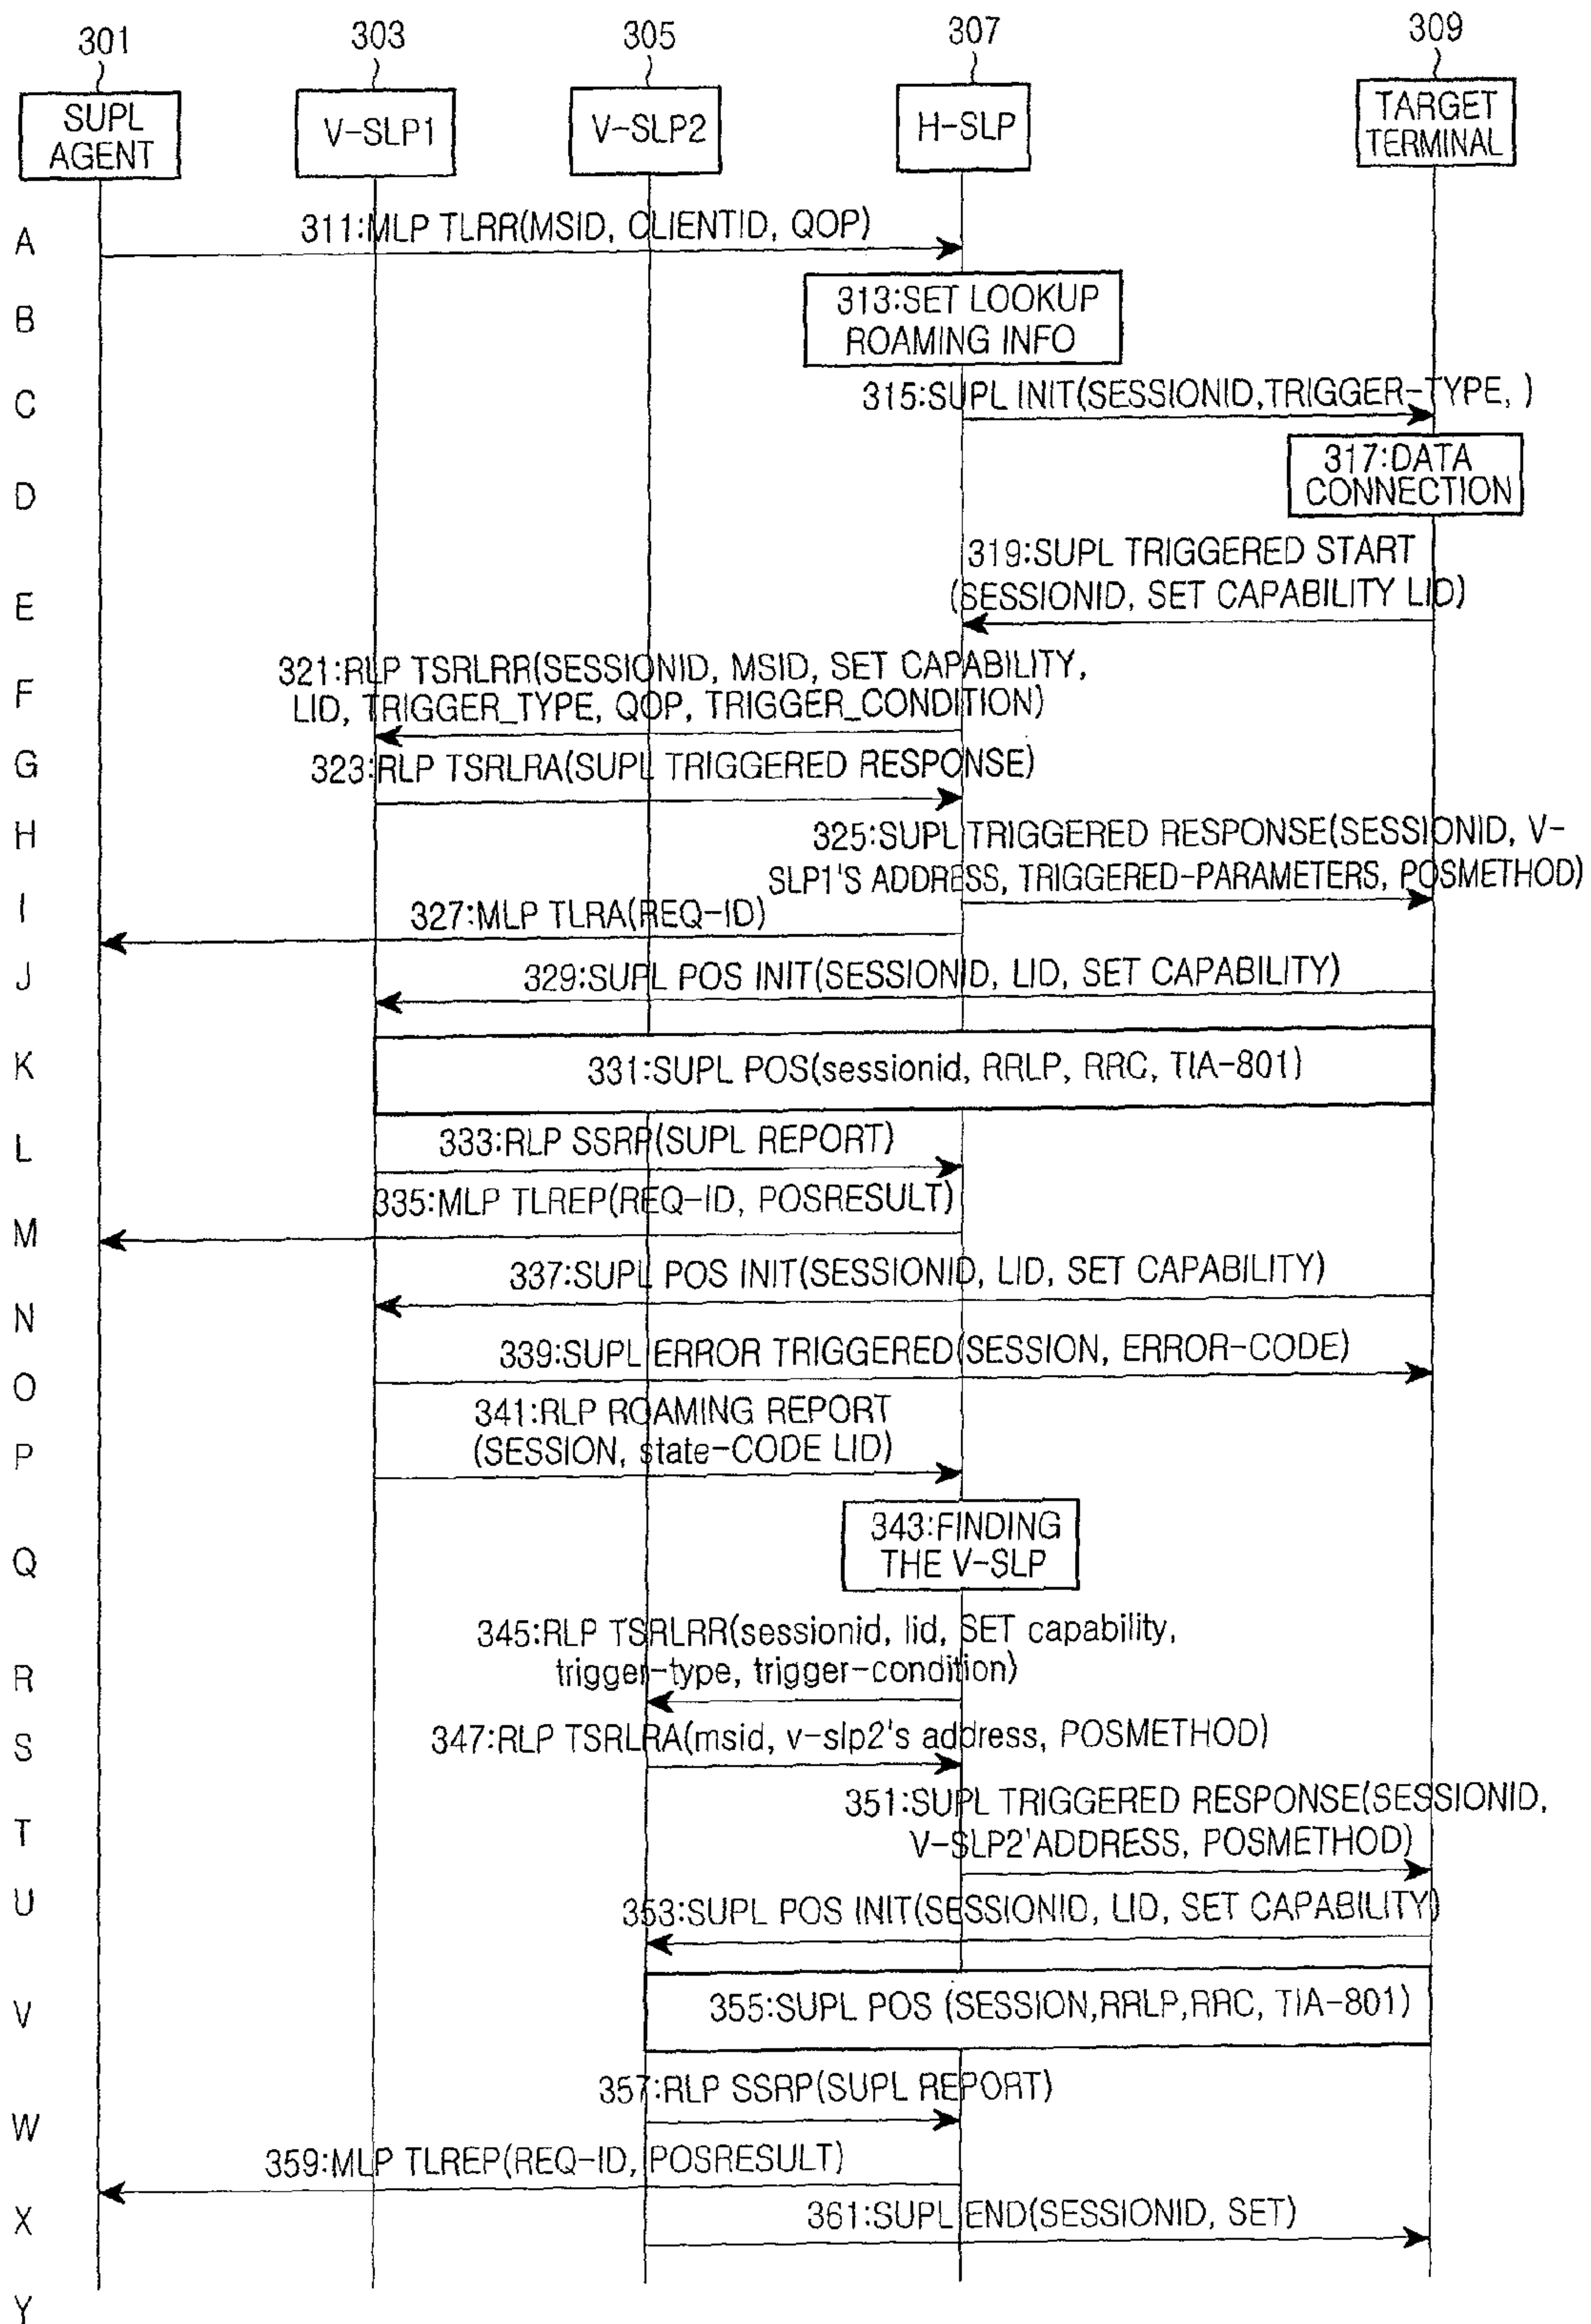 301
303
305
307
309
SUPL
AGENT
V-SLP1
V-SLP2
H-SLP
TARGET
TERMINAL
A
311:MLP TLRR(MSID, CLIENTID, QOP)
B
313:SET LOOKUP
ROAMING INFO
C
315:SUPL INIT(SESSIONID,TRIGGER-TYPE, )
D
317:DATA
CONNECTION
319:SUPL TRIGGERED START
(SESSIONID, SET CAPABILITY LID)
E
321:RLP TSRLRR(SESSIONID, MSID, SET CAPABILITY,
LID, TRIGGER_TYPE, QOP, TRIGGER_CONDITION)
F
G
323:RLP TSRLRA(SUPL TRIGGERED RESPONSE)
H
325:SUPL TRIGGERED RESPONSE(SESSIONID, V-
SLP1'S ADDRESS, TRIGGERED-PARAMETERS, POSMETHOD)
I
327:MLP TLRA(REQ-ID)
J
329:SUPL POS INIT(SESSIONID, LID, SET CAPABILITY)
K
331:SUPL POS(sessionid, RRLP, RRC, TIA-801)
L
333:RLP SSRP(SUPL REPORT)
335:MLP TLREP(REQ-ID, POSRESULT)
M
337:SUPL POS INIT(SESSIONID, LID, SET CAPABILITY)
N
339:SUPL ERROR TRIGGERED(SESSION, ERROR-CODE)
O
341:RLP ROAMING REPORT
(SESSION, state-CODE LID)
P
343:FINDING
THE V-SLP
Q
345:RLP TSRLRR(sessionid, lid, SET capability,
trigger-type, trigger-condition)
R
S
347:RLP TSRLRA(msid, v-slp2's address, POSMETHOD)
351:SUPL TRIGGERED RESPONSE(SESSIONID,
V-SLP2'ADDRESS, POSMETHOD)
T
U
353:SUPL POS INIT(SESSIONID, LID, SET CAPABILITY)
V
355:SUPL POS (SESSION,RRLP,RRC, TIA-801)
357:RLP SSRP(SUPL REPORT)
W
359:MLP TLREP(REQ-ID, POSRESULT)
X
361:SUPL END(SESSIONID, SET)
Y